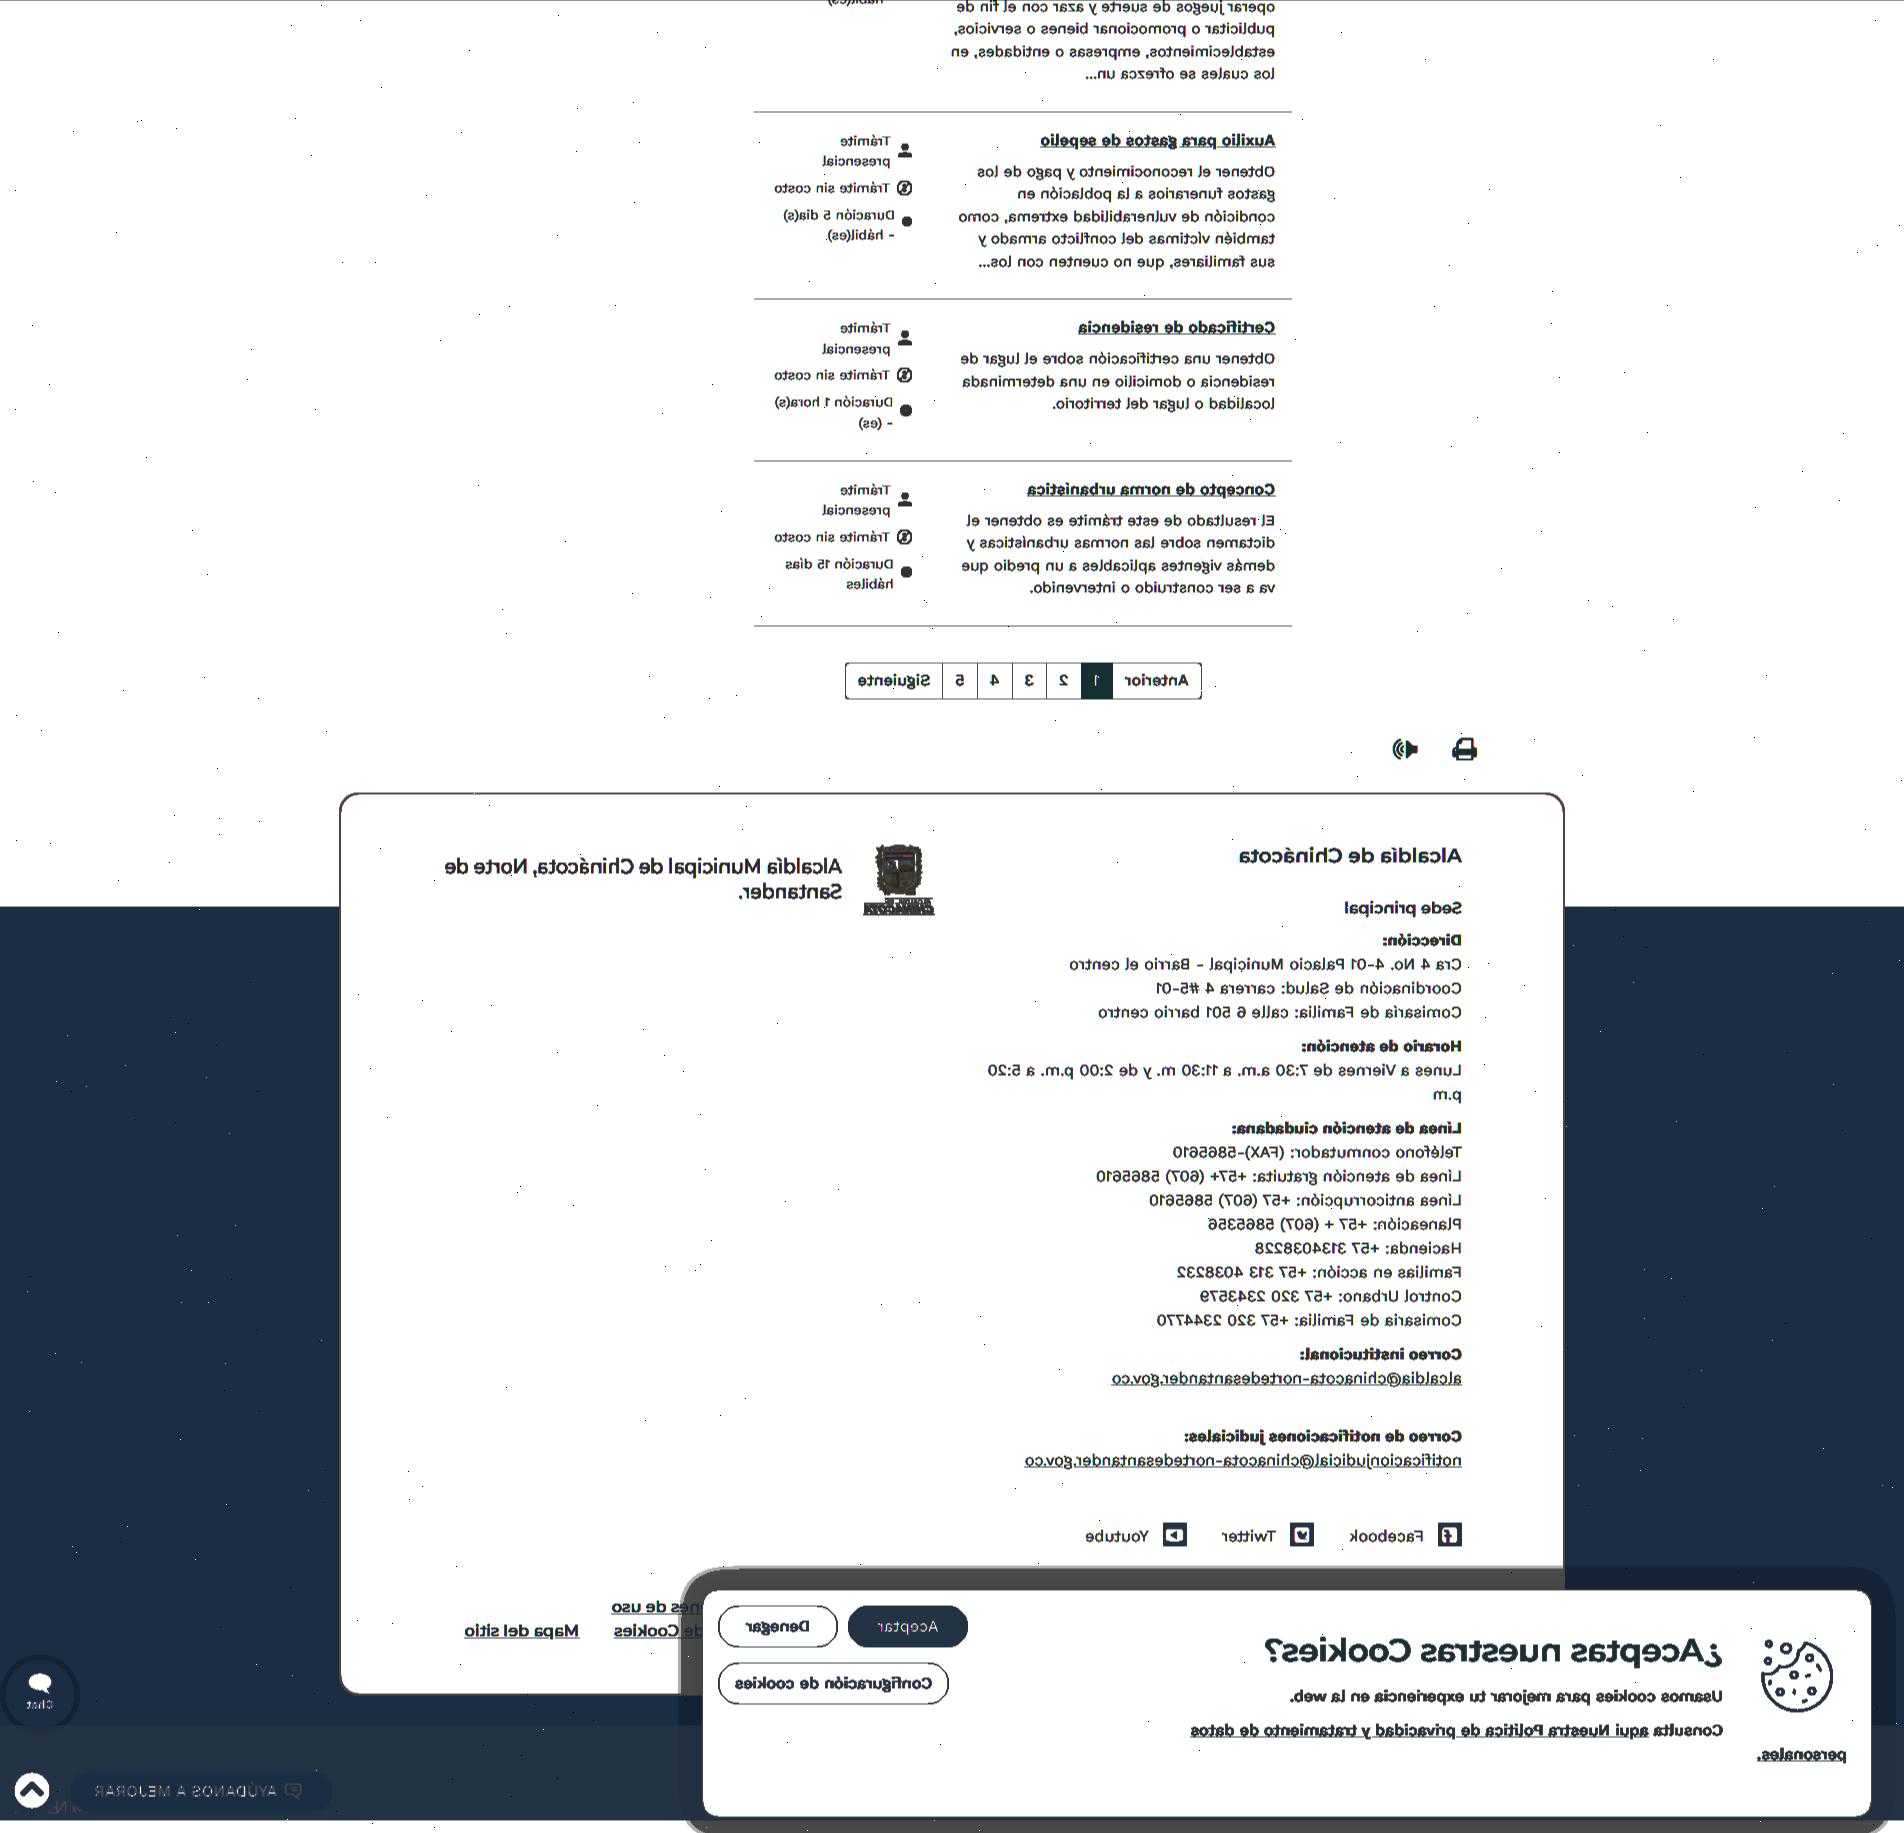 operar juegos de suerte y azar con el fin de
publicitar o promocionar bienes o servicios,
establecimientos, empresas o entidades, en
los cuales se ofrezca un...
Auxilio para gastos de sepelio
Obtener el reconocimiento y pago de los
gastos funerarios a la población en
condición de vulnerabilidad extrema, como
también víctimas del conflicto armado y
sus familiares, que no cuenten con los...
Trámite
presencial
Trámite sin costo
Duración 5 dia(s)
- hábil(es)
Certificado de residencia
Obtener una certificación sobre el lugar de
residencia o domicilio en una determinada
localidad o lugar del territorio.
Trámite
presencial
Trámite sin costo
Duración 1 hora(s)
- (es)
Concepto de norma urbanística
El resultado de este trámite es obtener el
dictamen sobre las normas urbanísticas y
demás vigentes aplicables a un predio que
va a ser construido o intervenido.
Trámite
presencial
Trámite sin costo
Duración 15 días
hábiles
Anterior 1 2 3 4 5 Siguiente
Alcaldía de Chinácota
Sede principal
Dirección:
Cra 4 No. 4-01 Palacio Municipal - Barrio el centro
Coordinación de Salud: carrera 4 #5-01
Comisaría de Familia: calle 6 501 barrio centro
Horario de atención:
Lunes a Viernes de 7:30 a.m. a 11:30 m. y de 2:00 p.m. a 5:20
p.m
Línea de atención ciudadana:
Teléfono conmutador: (FAX)-5865610
Línea de atención gratuita: +57+ (607) 5865610
Línea anticorrupción: +57 (607) 5865610
Planeación: +57 + (607) 5865356
Hacienda: +57 3134038228
Familias en acción: +57 313 4038232
Control Urbano: +57 320 2343579
Comisaria de Familia: +57 320 2344770
Correo institucional:
alcaldia@chinacota-nortedesantander.gov.co
Correo de notificaciones judiciales:
notificacionjudicial@chinacota-nortedesantander.gov.co
Facebook Twitter Youtube
Alcaldía Municipal de Chinácota, Norte de
Santander.
de uso
de Cookies
Mapa del sitio
¿Aceptas nuestras Cookies?
Usamos cookies para mejorar tu experiencia en la web.
Consulta aqui Nuestra Política de privacidad y tratamiento de datos
personales.
Aceptar Denegar
Configuración de cookies
Chat
AYÚDANOS A MEJORAR